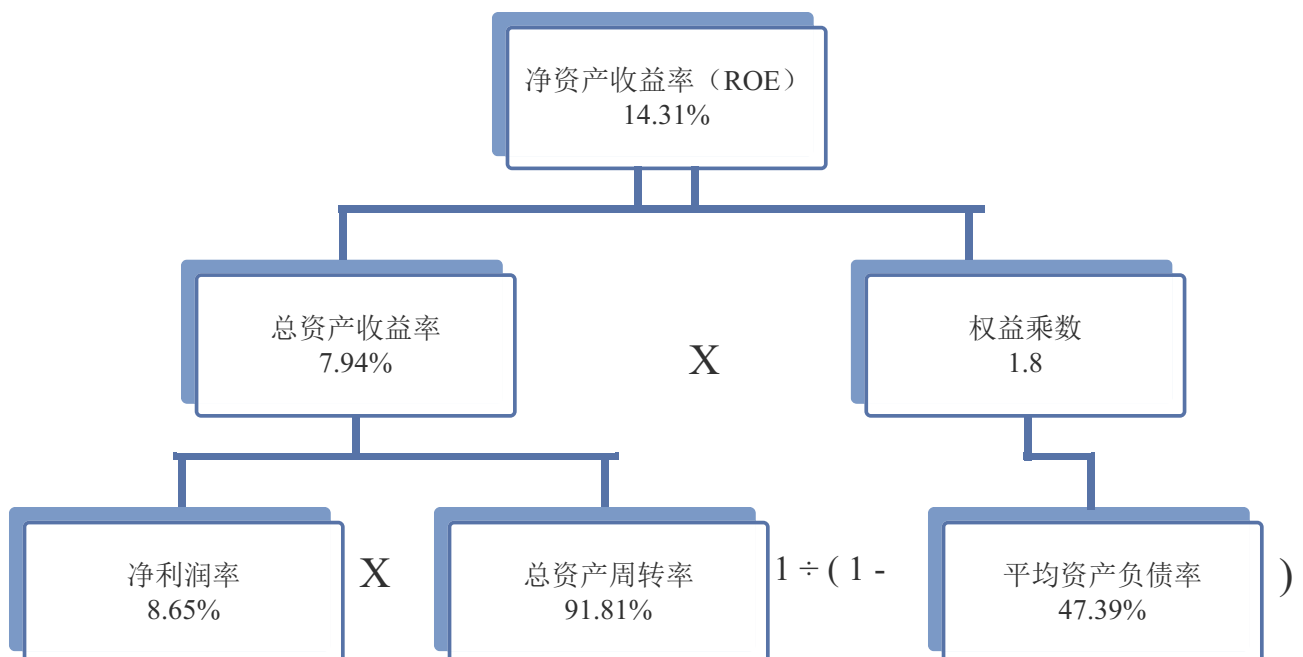 净资产收益率（ROE）
14.31%
总资产收益率
7.94%
X
权益乘数
1.8
净利润率
8.65%
X
总资产周转率
91.81%
1 ÷ ( 1 -
平均资产负债率
47.39%
)